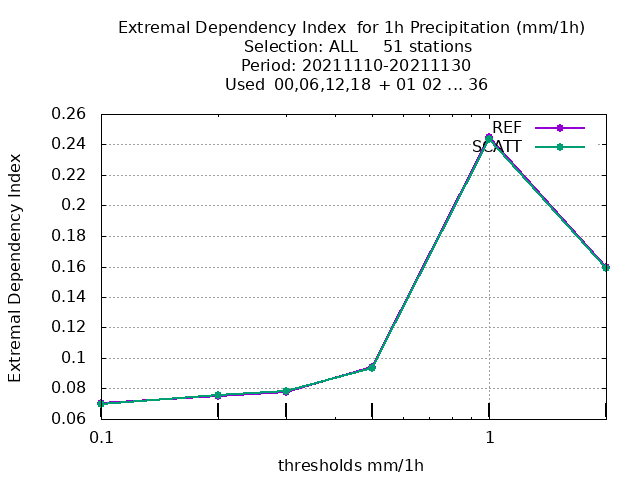 Extremal Dependency Index  for 1h Precipitation (mm/1h)
Selection: ALL     51 stations
Period: 20211110-20211130
Used  00,06,12,18  + 01 02 ... 36
0.26
0.24
0.22
0.2
0.18
0.16
0.14
0.12
0.1
0.08
0.06
Extremal Dependency Index
REF
SCATT
0.1
1
thresholds mm/1h